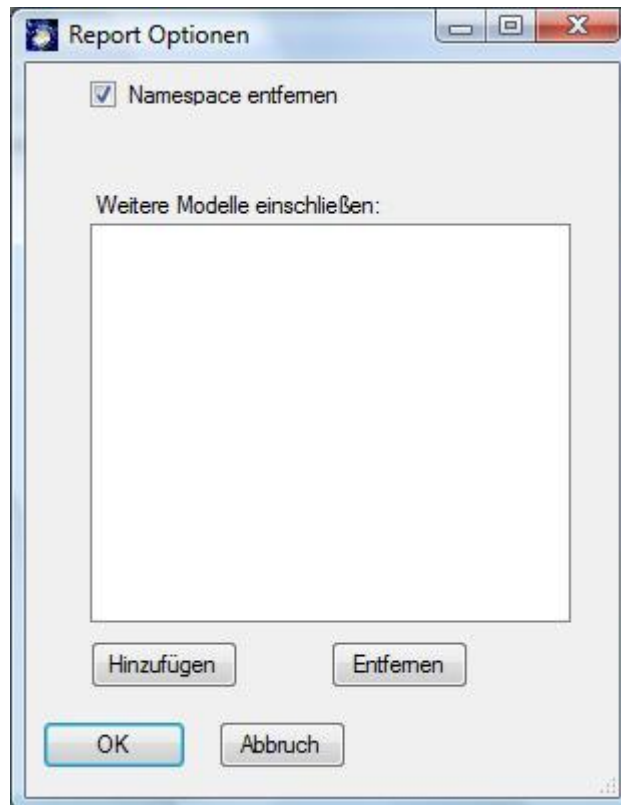 Report Optionen
Namespace entfernen
Weitere Modelle einschließen:
Hinzufügen Entfernen
OK Abbruch